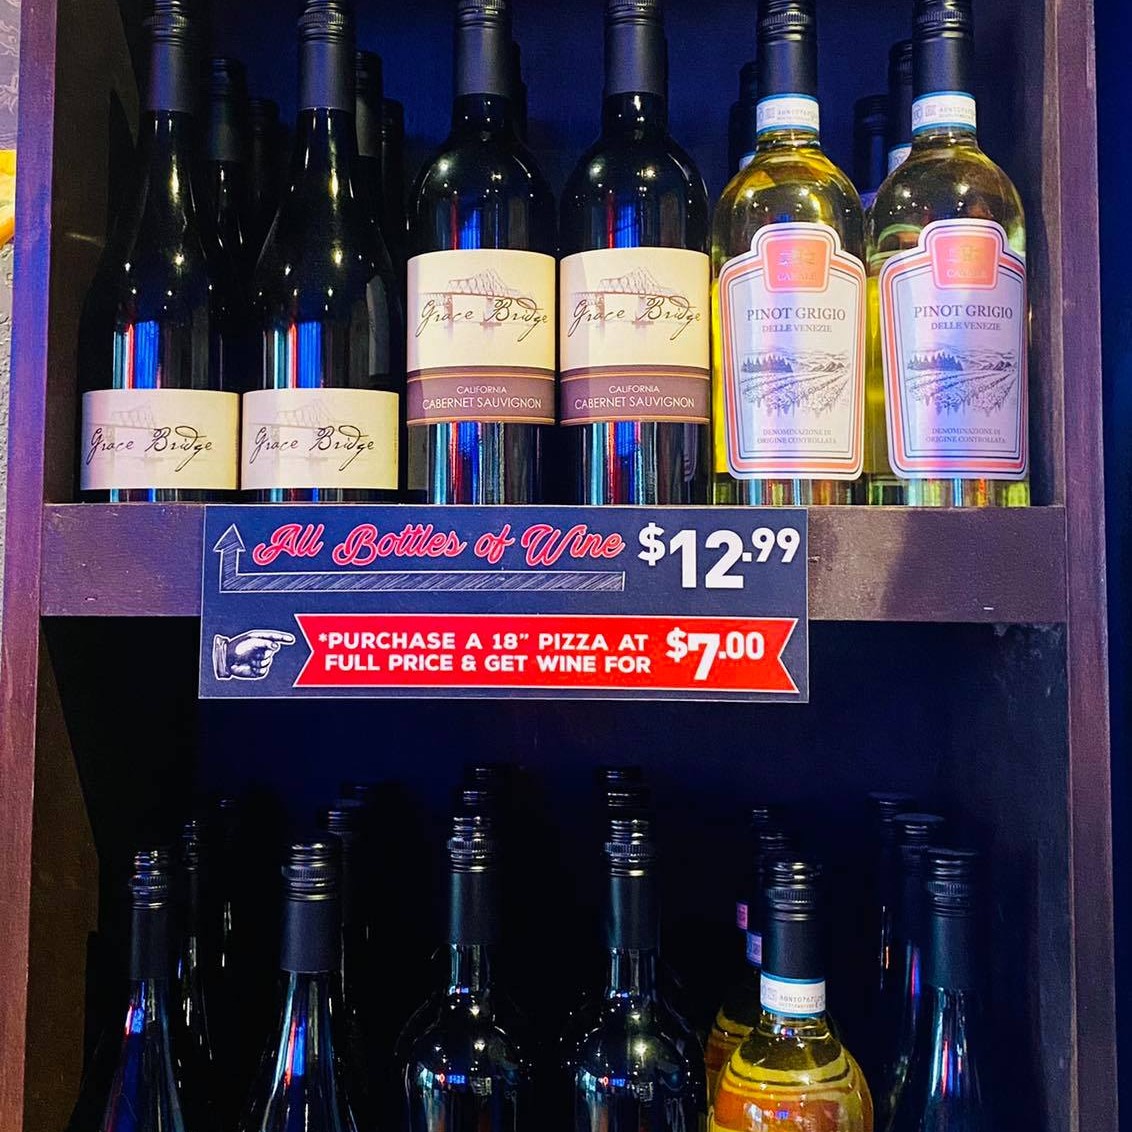 Grace Bridge
Grace Bridge
Grace Bridge
CALIFORNIA
CABERNET SAUVIGNON
Grace Bridge
CALIFORNIA
CABERNET SAUVIGNON
PINOT GRIGIO
DELLE VENEZIE
DENOMINAZIONE DI
ORIGINE CONTROLLATA
PINOT GRIGIO
DELLE VENEZIE
DENOMINAZIONE DI
ORIGINE CONTROLLATA
All Bottles of Wine $12.99
*PURCHASE A 18" PIZZA AT
FULL PRICE & GET WINE FOR $7.00